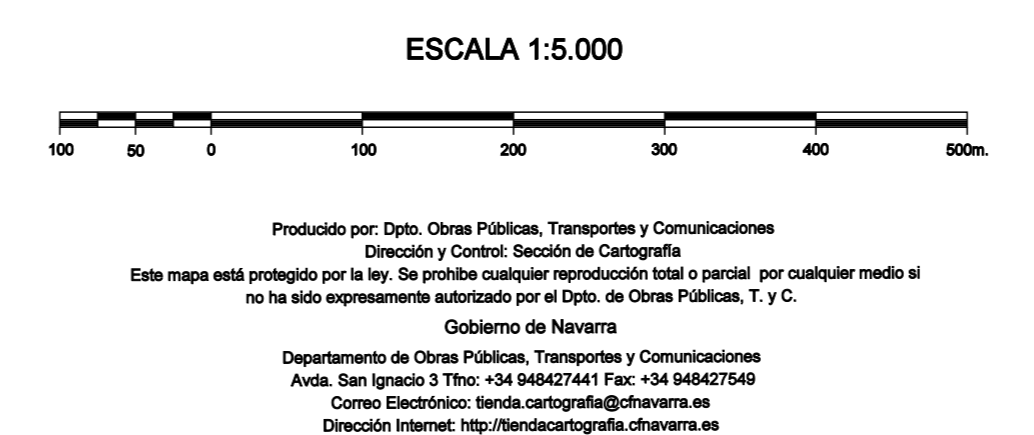 ESCALA 1:5.000
100 50 0 100 200 300 400 500m.
Producido por: Dpto. Obras Públicas, Transportes y Comunicaciones
Dirección y Control: Sección de Cartografía
Este mapa está protegido por la ley. Se prohibe cualquier reproducción total o parcial por cualquier medio si
no ha sido expresamente autorizado por el Dpto. de Obras Públicas, T. y C.
Gobierno de Navarra
Departamento de Obras Públicas, Transportes y Comunicaciones
Avda. San Ignacio 3 Tfno: +34 948427441 Fax: +34 948427549
Correo Electrónico: tienda.cartografia@cfnavarra.es
Dirección Internet: http://tiendacartografia.cfnavarra.es